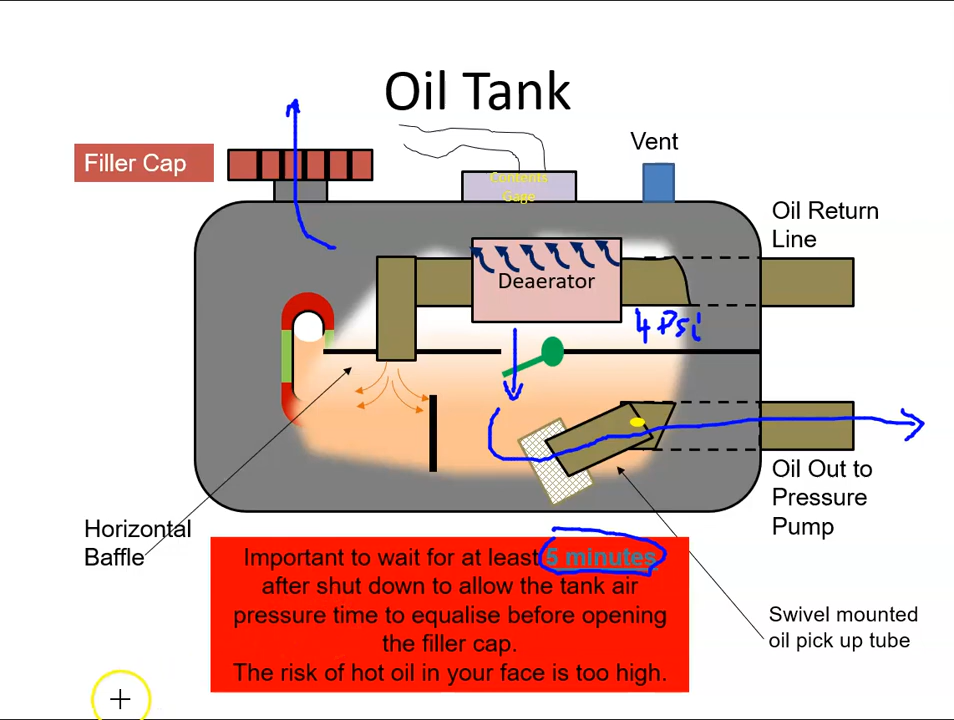 Oil Tank
Filler Cap
Contents
Gage
Vent
Oil Return
Line
Deaerator
4 Psi
Oil Out to
Pressure
Pump
Horizontal
Baffle
Important to wait for at least 5 minutes
after shut down to allow the tank air
pressure time to equalise before opening
the filler cap.
The risk of hot oil in your face is too high.
Swivel mounted
oil pick up tube